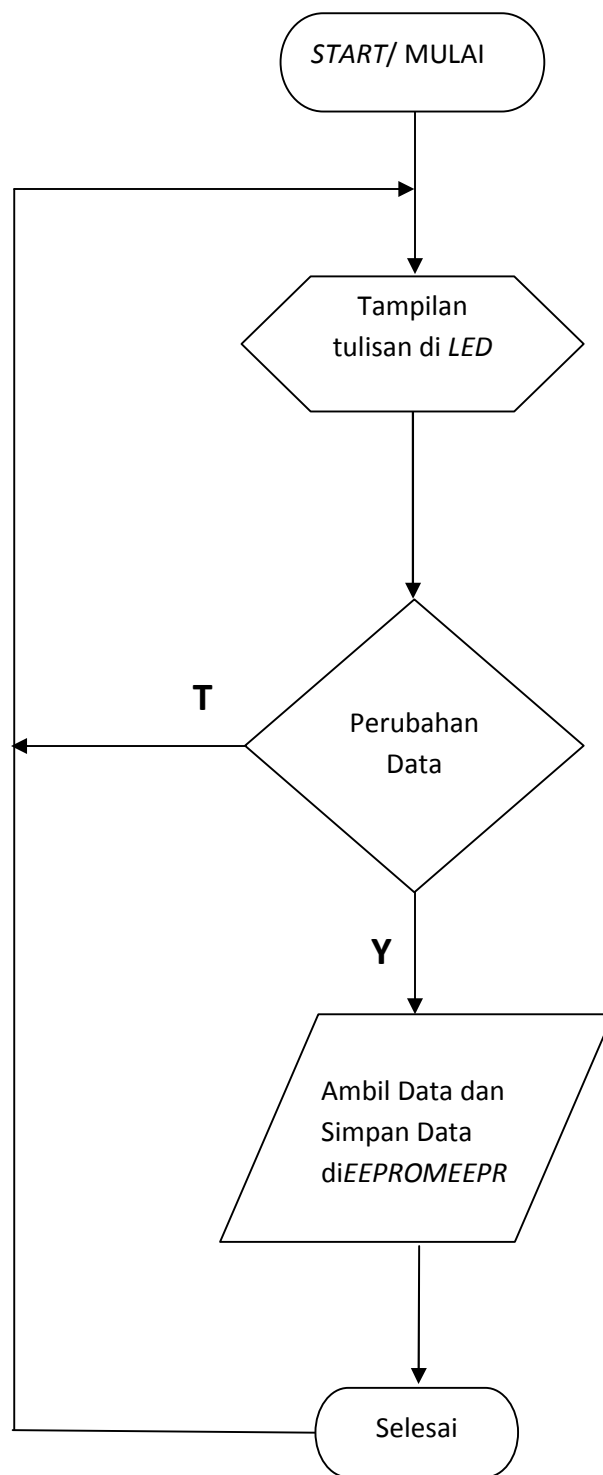 START/ MULAI
Tampilan
tulisan di LED
T
Perubahan
Data
Y
Ambil Data dan
Simpan Data
diEEPROMEEPR
Selesai